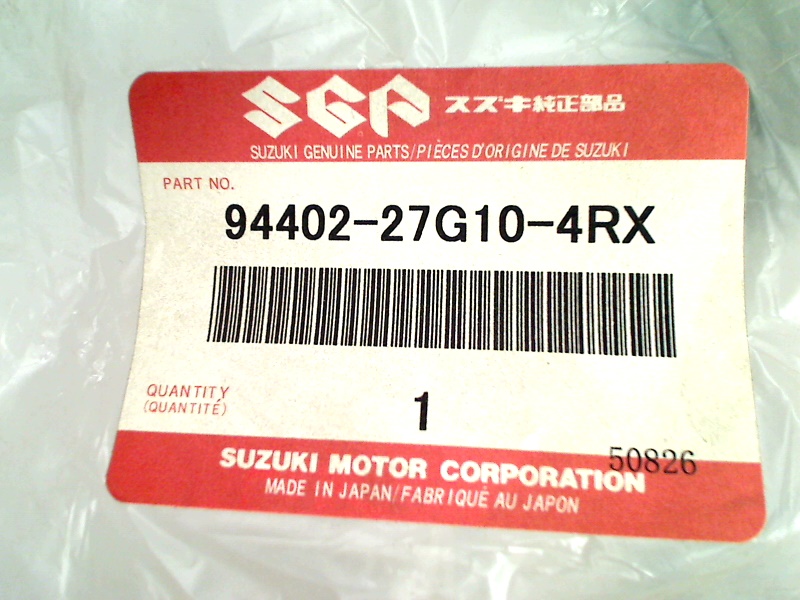 SGP スズキ純正部品
SUZUKI GENUINE PARTS/PIÈCES D'ORIGINE DE SUZUKI
PART NO.
94402-27G10-4RX
QUANTITY
(QUANTITÉ)
1
50826
SUZUKI MOTOR CORPORATION
MADE IN JAPAN/FABRIQUÉ AU JAPON